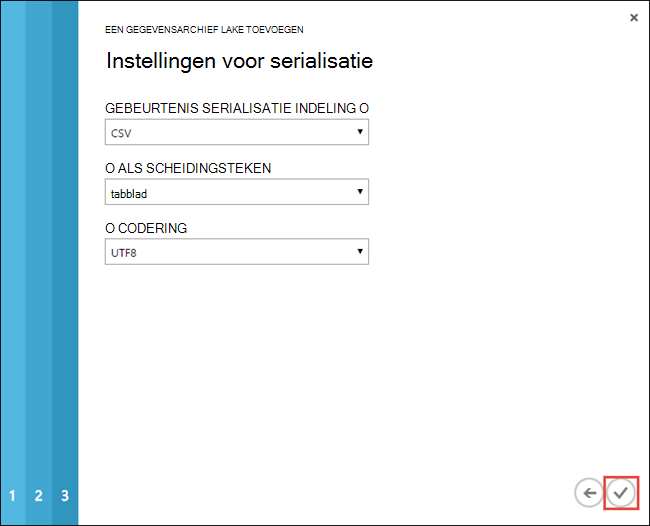 EEN GEGEVENSARCHIEF LAKE TOEVOEGEN
Instellingen voor serialisatie
GEBEURTENIS SERIALISATIE INDELING O
CSV
O ALS SCHEIDINGSTEKEN
tabblad
O CODERING
UTF8
1 2 3